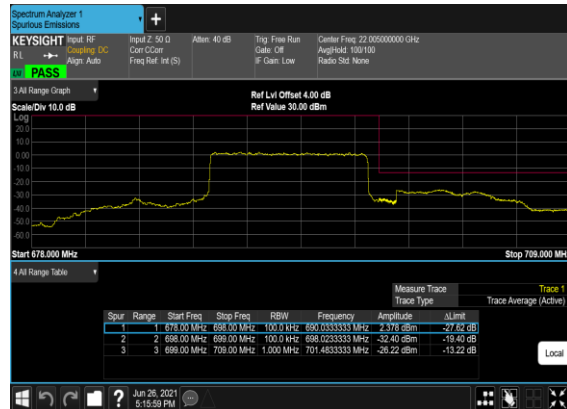 Spectrum Analyzer 1
Spurious Emissions
KEYSIGHT Input: RF Input Z: 50 Ω Atten: 40 dB Trig: Free Run Center Freq: 22.005000000 GHz
RL Coupling: DC Corr CCorr Gate: Off Avg|Hold: 100/100
Align: Auto Freq Ref: Int (S) IF Gain: Low Radio Std: None
PASS
3 All Range Graph
Ref Lvl Offset 4.00 dB
Scale/Div 10.0 dB Ref Value 30.00 dBm
Log
20.0
10.0
0.00
-10.0
-20.0
-30.0
-40.0
-50.0
-60.0
Start 678.000 MHz Stop 709.000 MH
4 All Range Table
Measure Trace Trace 1
Trace Type Trace Average (Active)
Spur Range Start Freq Stop Freq RBW Frequency Amplitude ΔLimit
1 1 678.00 MHz 698.00 MHz 100.0 kHz 690.0333333 MHz 2.378 dBm -27.62 dB
2 2 698.00 MHz 699.00 MHz 100.0 kHz 698.0233333 MHz -32.40 dBm -19.40 dB
3 3 699.00 MHz 709.00 MHz 1.000 MHz 701.4833333 MHz -26.22 dBm -13.22 dB
Local
Jun 26, 2021
5:15:59 PM